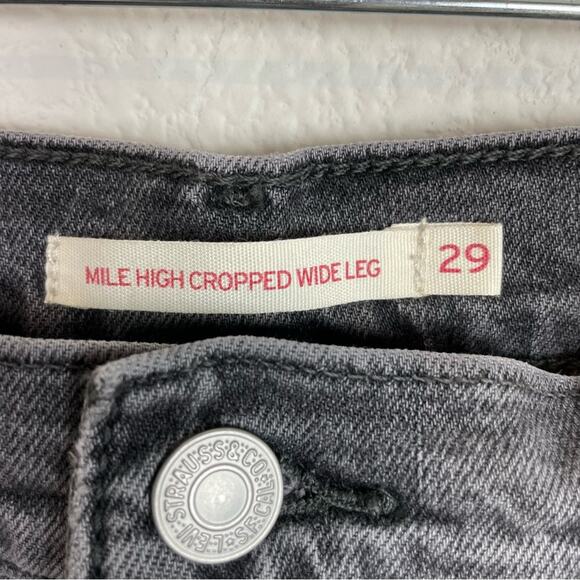 MILE HIGH CROPPED WIDE LEG
29
LEVI STRAUSS & CO.
S.F. CAL.